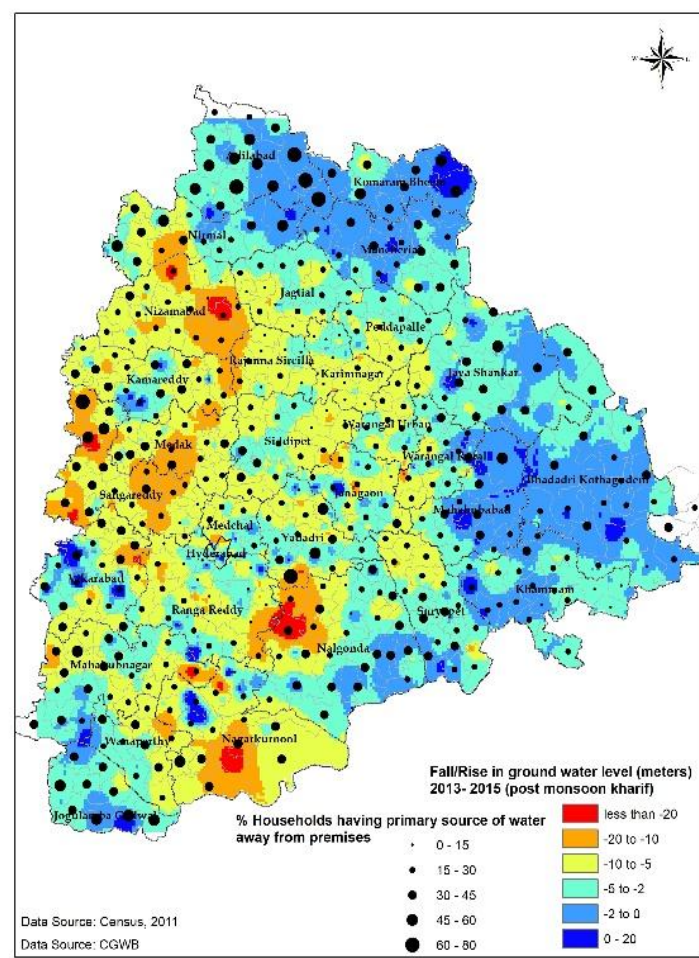 Adilabad
Komaram Bheem
Nirmal
Mancherial
Jagtial
Nizamabad
Peddapalle
Rajanna Sircilla
Kamareddy
Karimnagar
Jaya Shankar
Warangal Urban
Siddipet
Medak
Warangal Rural
Bhadadri Kothagudem
Sangareddy
Janagaon
Mahabubabad
Medchal
Yadadri
Hyderabad
Vikarabad
Khammam
Ranga Reddy
Suryapet
Nalgonda
Mahabubnagar
Wanaparthy
Nagarkurnool
Jogulamba Gadwal
Fall/Rise in ground water level (meters)
2013- 2015 (post monsoon kharif)
less than -20
-20 to -10
-10 to -5
-5 to -2
-2 to 0
0 - 20
% Households having primary source of water
away from premises
0 - 15
15 - 30
30 - 45
45 - 60
60 - 80
Data Source: Census, 2011
Data Source: CGWB